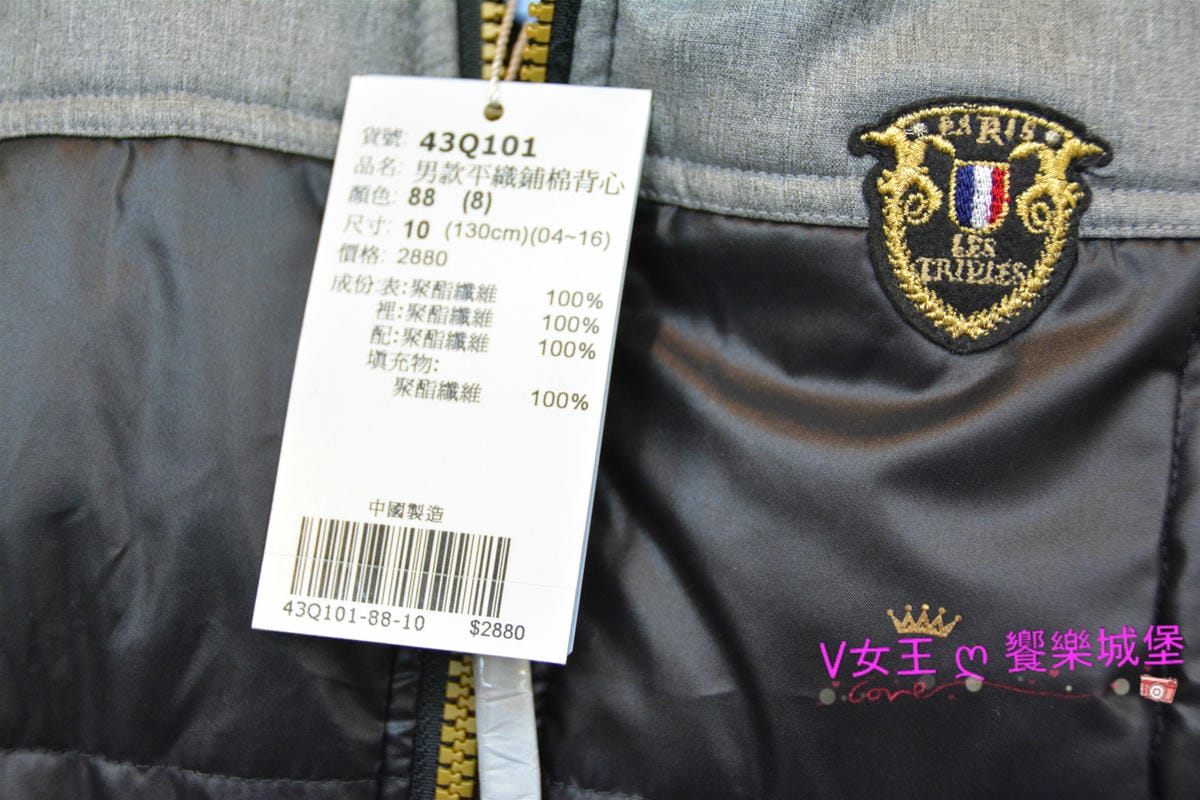 貨號: 43Q101
品名: 男款平織鋪棉背心
顏色: 88 (8)
尺寸: 10 (130cm)(04~16)
價格: 2880
成份:表:聚酯纖維 100%
裡:聚酯纖維 100%
配:聚酯纖維 100%
填充物:
聚酯纖維 100%
中國製造
43Q101-88-10 $2880
PARIS
LES
TRIPLES
V女王 ღ 饗樂城堡
Love